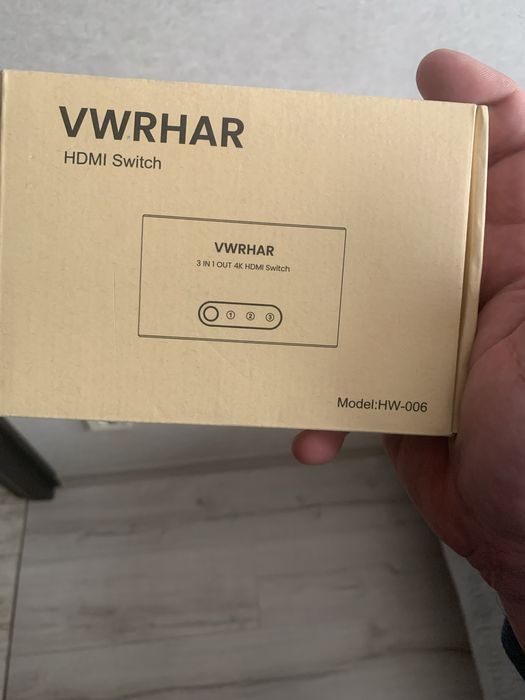 VWRHAR
HDMI Switch
VWRHAR
3 IN 1 OUT 4K HDMI Switch
① ② ③
Model:HW-006